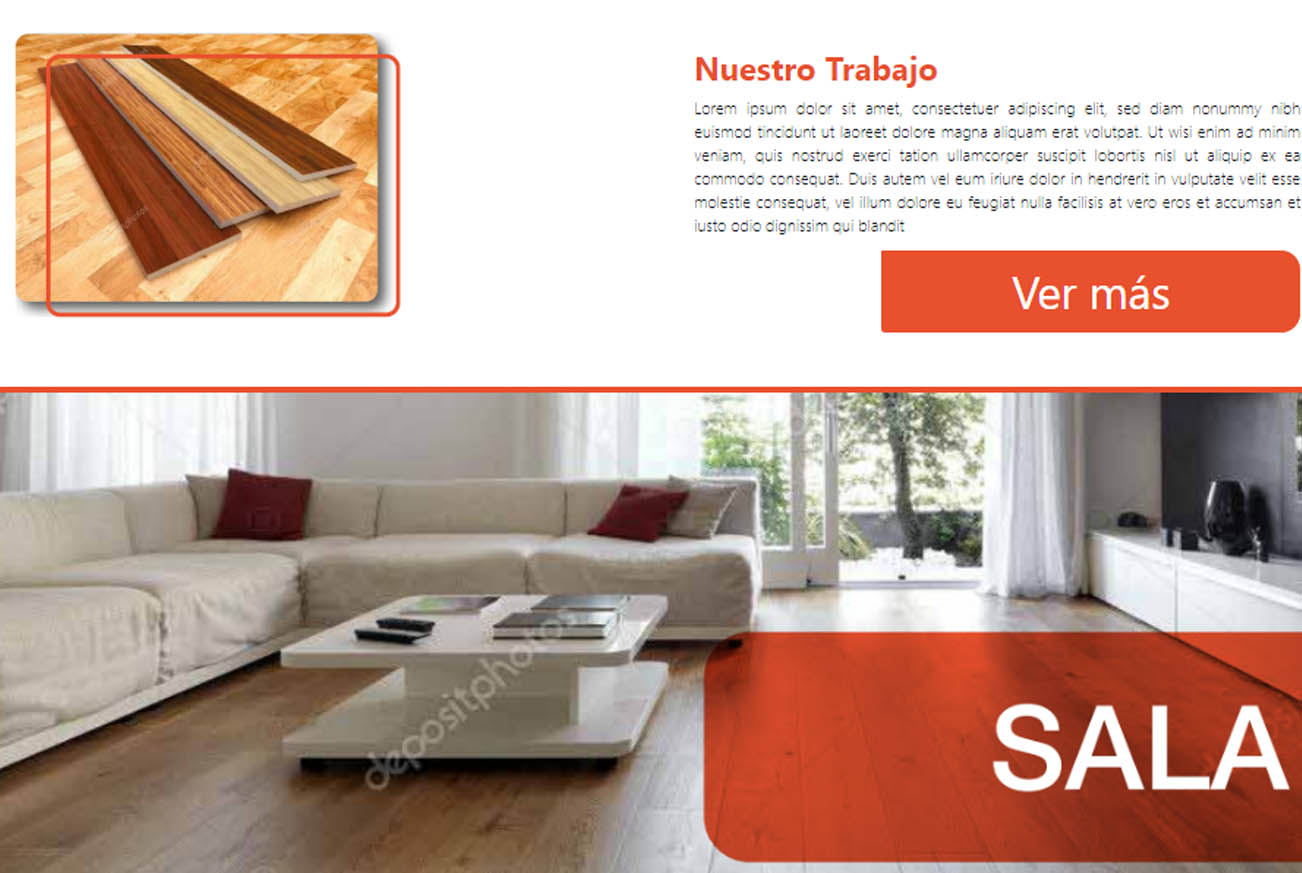 Nuestro Trabajo
Lorem ipsum dolor sit amet, consectetuer adipiscing elit, sed diam nonummy nibh
euismod tincidunt ut laoreet dolore magna aliquam erat volutpat. Ut wisi enim ad minim
veniam, quis nostrud exerci tation ullamcorper suscipit lobortis nisl ut aliquip ex ea
commodo consequat. Duis autem vel eum iriure dolor in hendrerit in vulputate velit esse
molestie consequat, vel illum dolore eu feugiat nulla facilisis at vero eros et accumsan et
iusto odio dignissim qui blandit
Ver más
depositphotos
SALA